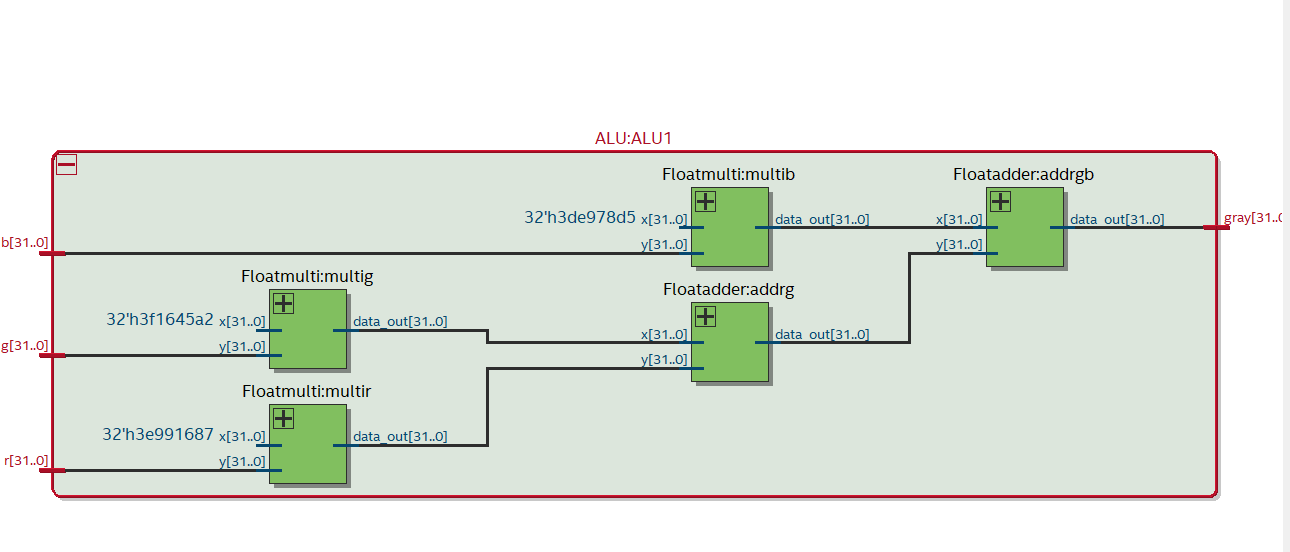 ALU:ALU1
Floatmulti:multib
Floatadder:addrgb
32'h3de978d5 x[31..0] data_out[31..0] x[31..0] data_out[31..0] gray[31..0
b[31..0] y[31..0] y[31..0]
Floatmulti:multig
Floatadder:addrg
32'h3f1645a2 x[31..0] data_out[31..0] x[31..0] data_out[31..0]
g[31..0] y[31..0] y[31..0]
Floatmulti:multir
32'h3e991687 x[31..0] data_out[31..0]
r[31..0] y[31..0]